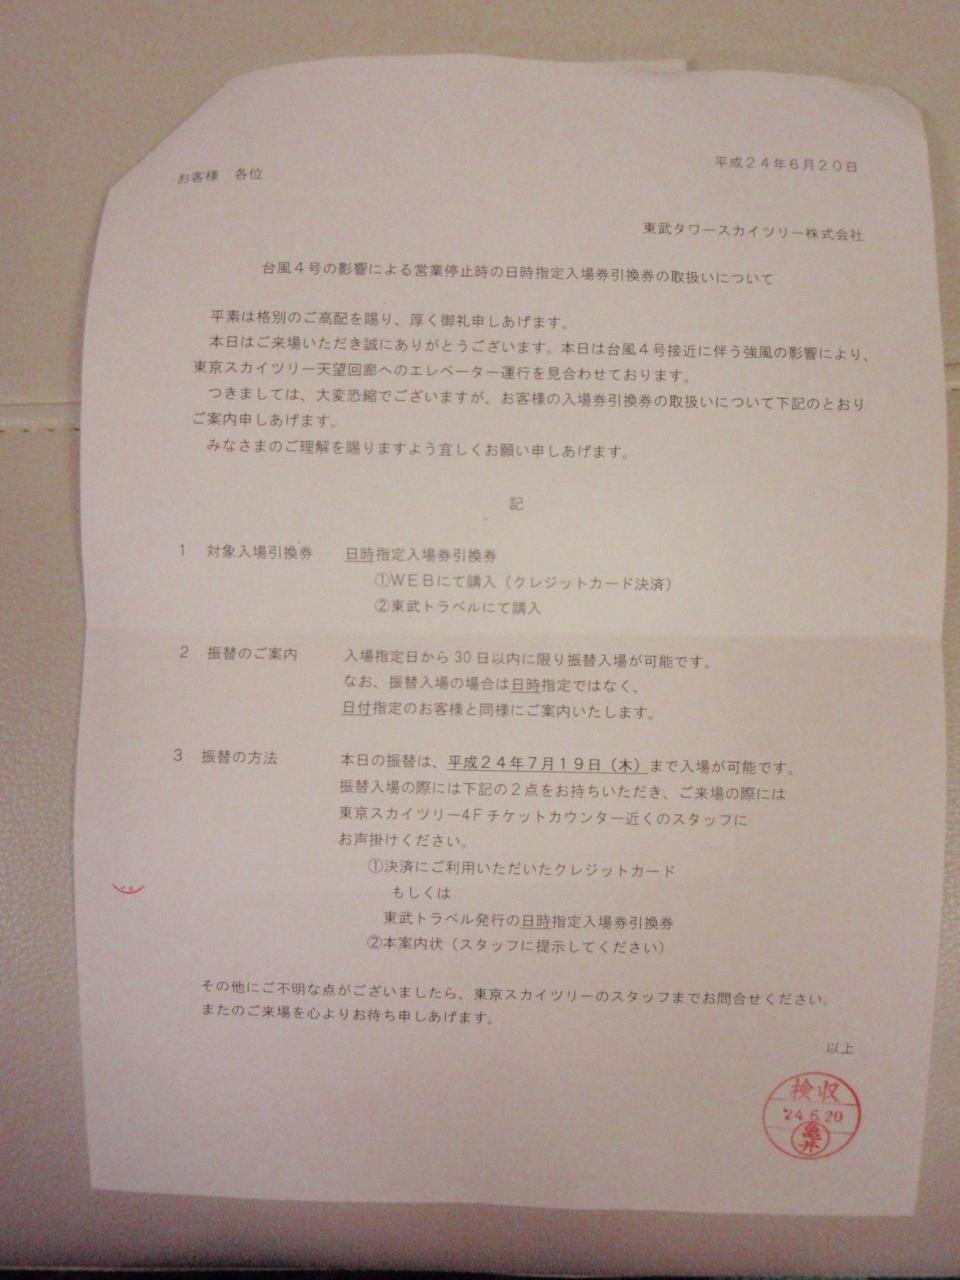 平成24年6月20日
お客様 各位
東武タワースカイツリー株式会社
台風4号の影響による営業停止時の日時指定入場券引換券の取扱いについて
平素は格別のご高配を賜り、厚く御礼申しあげます。
本日はご来場いただき誠にありがとうございます。本日は台風4号接近に伴う強風の影響により、
東京スカイツリー天望回廊へのエレベーター運行を見合わせております。
つきましては、大変恐縮でございますが、お客様の入場券引換券の取扱いについて下記のとおり
ご案内申しあげます。
みなさまのご理解を賜りますよう宜しくお願い申しあげます。
記
1 対象入場引換券 日時指定入場券引換券
①WEBにて購入(クレジットカード決済)
②東武トラベルにて購入
2 振替のご案内 入場指定日から30日以内に限り振替入場が可能です。
なお、振替入場の場合は日時指定ではなく、
日付指定のお客様と同様にご案内いたします。
3 振替の方法 本日の振替は、平成24年7月19日(木)まで入場が可能です。
振替入場の際には下記の2点をお持ちいただき、ご来場の際には
東京スカイツリー4Fチケットカウンター近くのスタッフに
お声掛けください。
①決済にご利用いただいたクレジットカード
もしくは
東武トラベル発行の日時指定入場券引換券
②本案内状(スタッフに提示してください)
その他にご不明な点がございましたら、東京スカイツリーのスタッフまでお問合せください。
またのご来場を心よりお待ち申しあげます。
以上
検収
'24.6.20
亀井